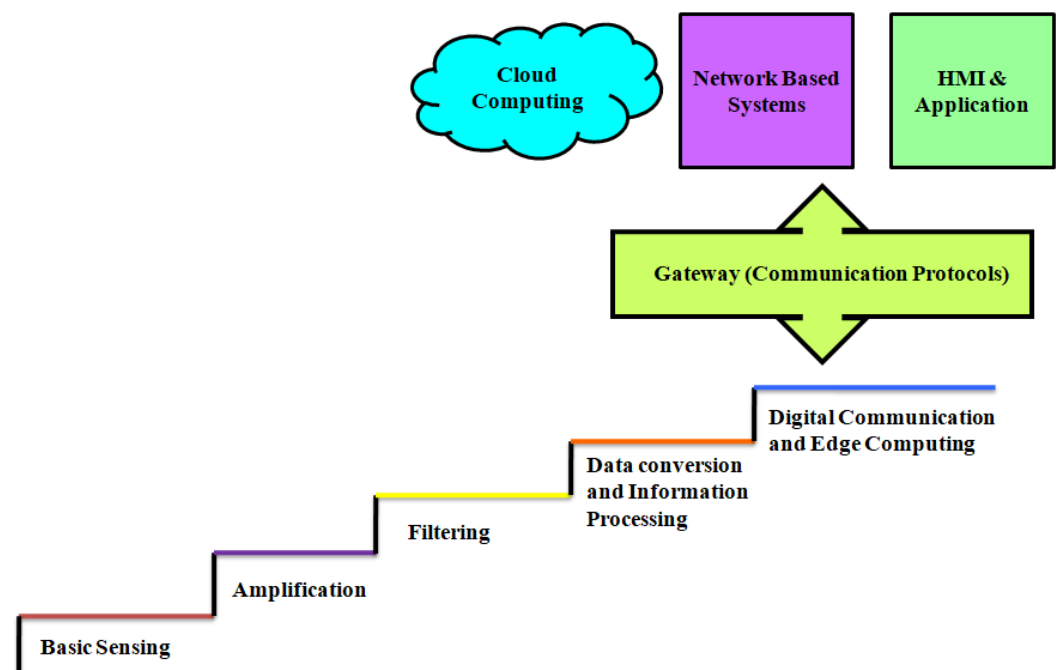 Cloud
Computing
Network Based
Systems
HMI &
Application
Gateway (Communication Protocols)
Digital Communication
and Edge Computing
Data conversion
and Information
Processing
Filtering
Amplification
Basic Sensing